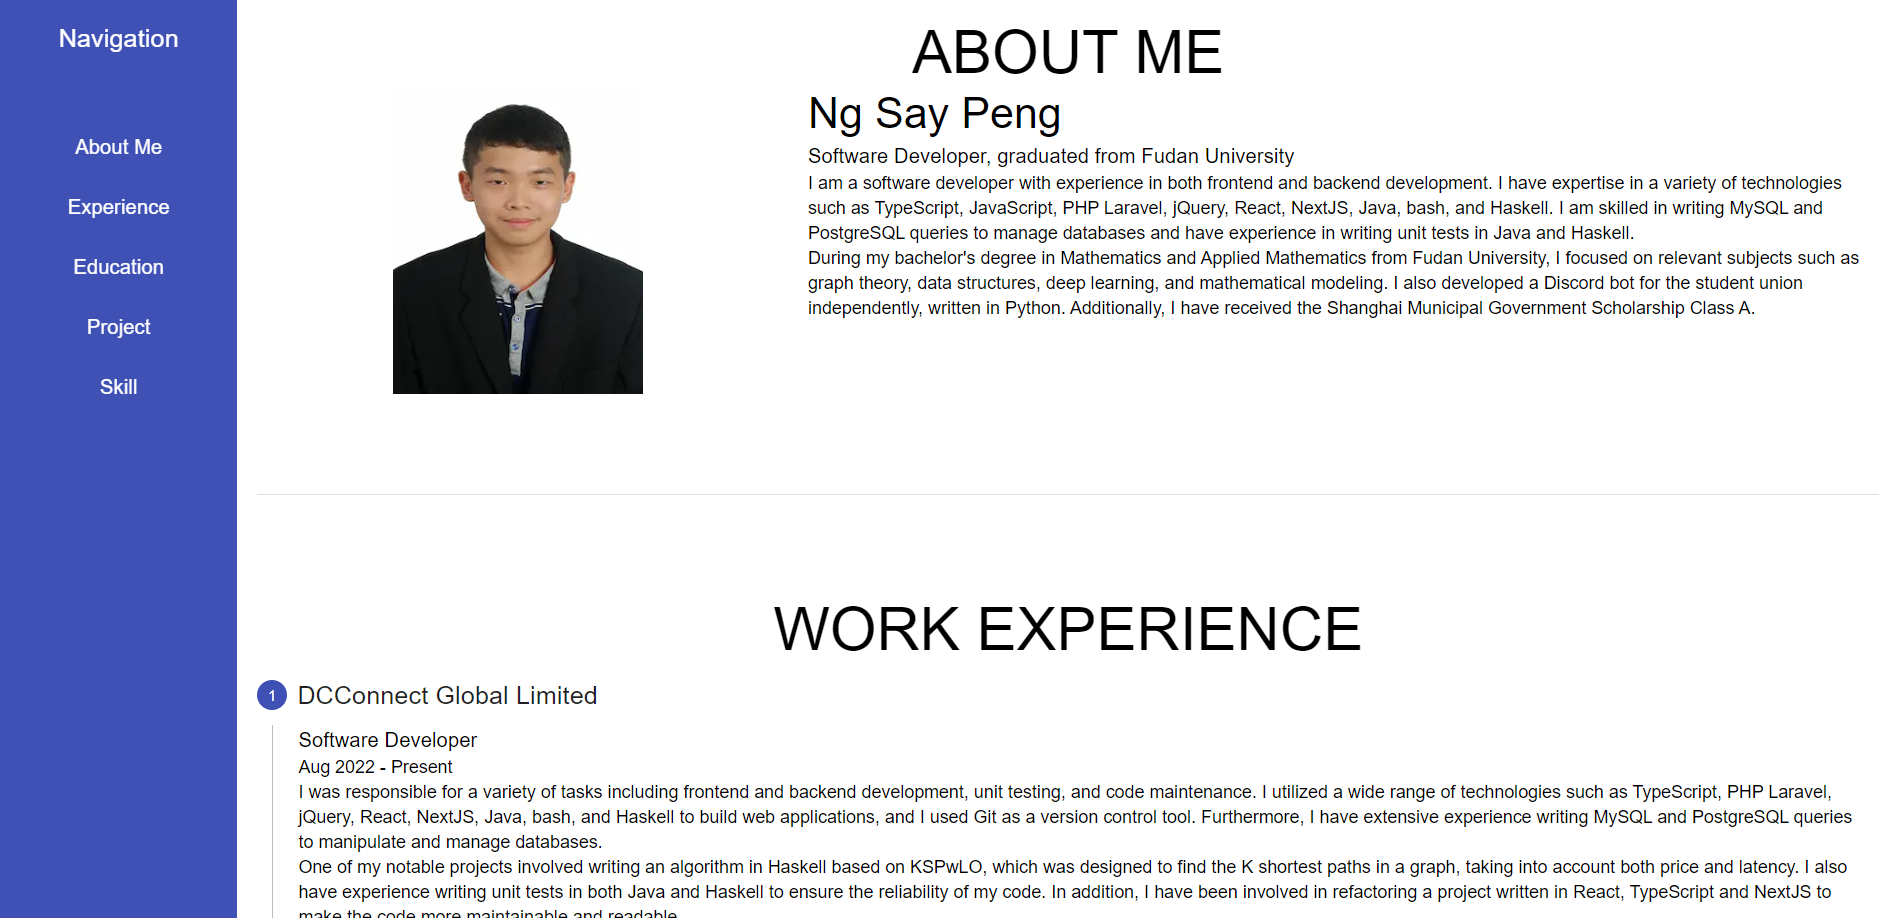 Navigation
About Me
Experience
Education
Project
Skill
ABOUT ME
Ng Say Peng
Software Developer, graduated from Fudan University
I am a software developer with experience in both frontend and backend development. I have expertise in a variety of technologies
such as TypeScript, JavaScript, PHP Laravel, jQuery, React, NextJS, Java, bash, and Haskell. I am skilled in writing MySQL and
PostgreSQL queries to manage databases and have experience in writing unit tests in Java and Haskell.
During my bachelor's degree in Mathematics and Applied Mathematics from Fudan University, I focused on relevant subjects such as
graph theory, data structures, deep learning, and mathematical modeling. I also developed a Discord bot for the student union
independently, written in Python. Additionally, I have received the Shanghai Municipal Government Scholarship Class A.
WORK EXPERIENCE
1 DCConnect Global Limited
Software Developer
Aug 2022 - Present
I was responsible for a variety of tasks including frontend and backend development, unit testing, and code maintenance. I utilized a wide range of technologies such as TypeScript, PHP Laravel,
jQuery, React, NextJS, Java, bash, and Haskell to build web applications, and I used Git as a version control tool. Furthermore, I have extensive experience writing MySQL and PostgreSQL queries
to manipulate and manage databases.
One of my notable projects involved writing an algorithm in Haskell based on KSPwLO, which was designed to find the K shortest paths in a graph, taking into account both price and latency. I also
have experience writing unit tests in both Java and Haskell to ensure the reliability of my code. In addition, I have been involved in refactoring a project written in React, TypeScript and NextJS to
make the code more maintainable and readable.